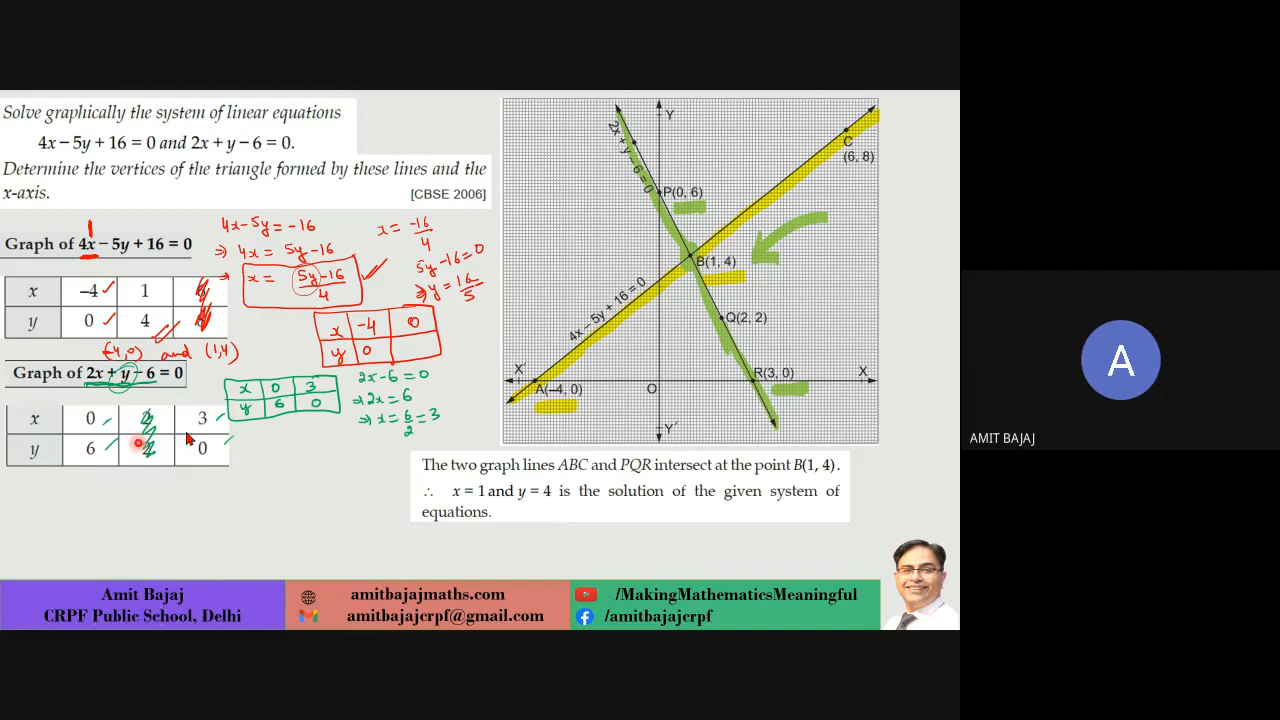 Solve graphically the system of linear equations
4x – 5y + 16 = 0 and 2x + y – 6 = 0.
Determine the vertices of the triangle formed by these lines and the
x-axis.
[CBSE 2006]
Graph of 4x – 5y + 16 = 0
x –4 1
y 0 4
(-4,0) and (1,4)
4x - 5y = -16
⇒ 4x = 5y - 16
⇒ x = 5y - 16 / 4
x = -16/4
5y - 16 = 0
⇒ y = 16/5
x -4 0
y 0
Graph of 2x + y – 6 = 0
x 0 2 3
y 6 2 0
x 0 3
y 6 0
2x - 6 = 0
⇒ 2x = 6
⇒ x = 6/2 = 3
Y
C
(6, 8)
2x + y – 6 = 0
P(0, 6)
B(1, 4)
4x – 5y + 16 = 0
Q(2, 2)
X'
R(3, 0)
X
A(–4, 0)
O
Y'
The two graph lines ABC and PQR intersect at the point B(1, 4).
∴ x = 1 and y = 4 is the solution of the given system of
equations.
A
AMIT BAJAJ
Amit Bajaj
CRPF Public School, Delhi
amitbajajmaths.com
amitbajajcrpf@gmail.com
/MakingMathematicsMeaningful
/amitbajajcrpf